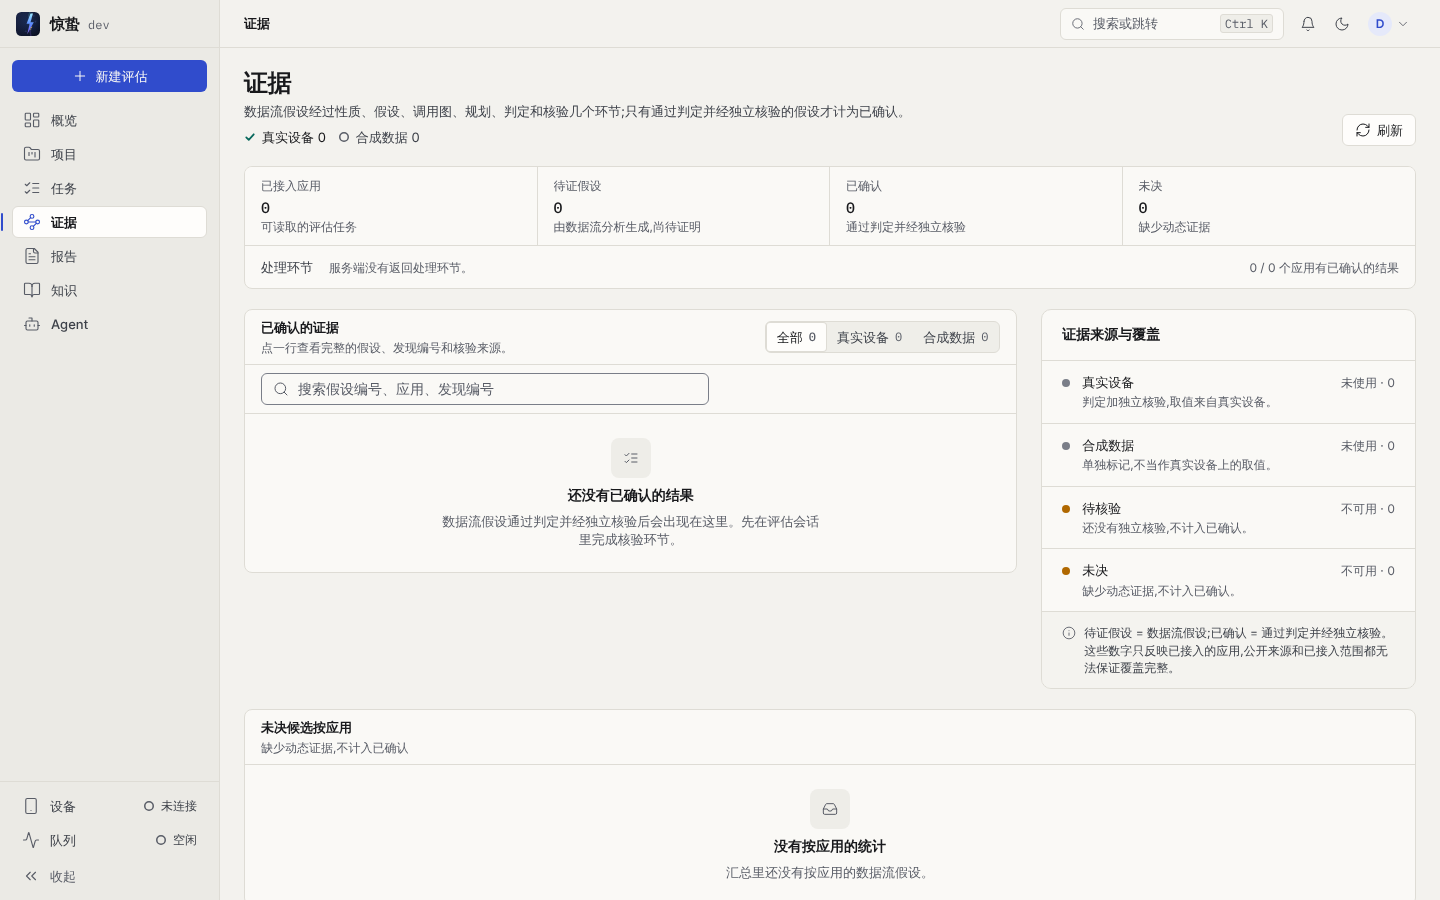 惊蛰 dev
新建评估
概览
项目
任务
证据
报告
知识
Agent
设备 未连接
队列 空闲
收起
证据
搜索或跳转 Ctrl K
D
证据
数据流假设经过性质、假设、调用图、规划、判定和核验几个环节;只有通过判定并经独立核验的假设才计为已确认。
真实设备 0 合成数据 0
刷新
已接入应用
0
可读取的评估任务
待证假设
0
由数据流分析生成,尚待证明
已确认
0
通过判定并经独立核验
未决
0
缺少动态证据
处理环节 服务端没有返回处理环节。 0 / 0 个应用有已确认的结果
已确认的证据
点一行查看完整的假设、发现编号和核验来源。
全部 0 真实设备 0 合成数据 0
搜索假设编号、应用、发现编号
还没有已确认的结果
数据流假设通过判定并经独立核验后会出现在这里。先在评估会话
里完成核验环节。
证据来源与覆盖
真实设备 未使用 · 0
判定加独立核验,取值来自真实设备。
合成数据 未使用 · 0
单独标记,不当作真实设备上的取值。
待核验 不可用 · 0
还没有独立核验,不计入已确认。
未决 不可用 · 0
缺少动态证据,不计入已确认。
待证假设 = 数据流假设;已确认 = 通过判定并经独立核验。
这些数字只反映已接入的应用,公开来源和已接入范围都无
法保证覆盖完整。
未决候选按应用
缺少动态证据,不计入已确认
没有按应用的统计
汇总里还没有按应用的数据流假设。